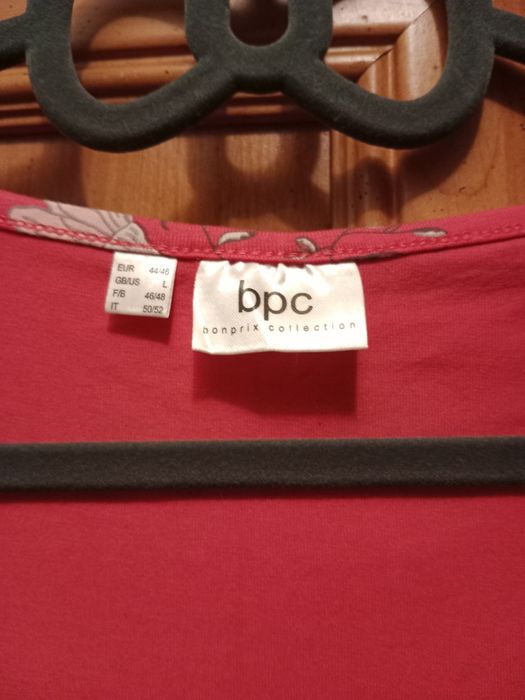 EUR 44/46
GB/US L
F/B 46/48
IT 50/52
bpc
bonprix collection